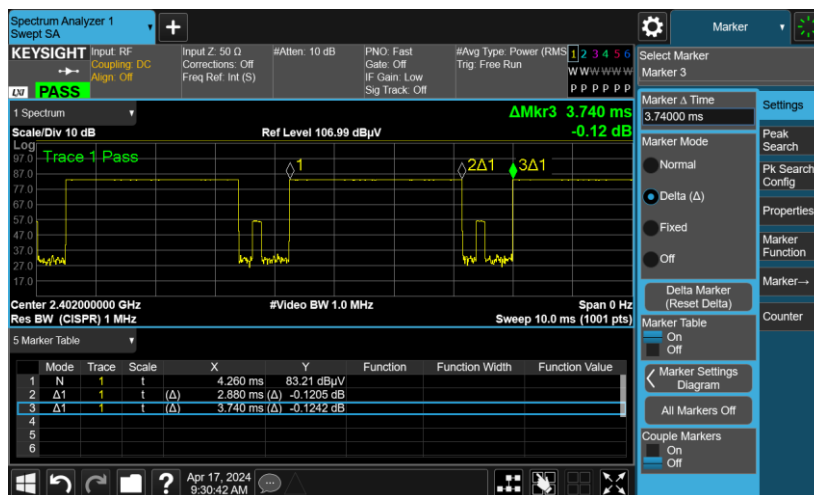 Spectrum Analyzer 1
Swept SA
+
Marker
KEYSIGHT
Input: RF
Coupling: DC
Align: Off
Input Z: 50 Ω
Corrections: Off
Freq Ref: Int (S)
#Atten: 10 dB
PNO: Fast
Gate: Off
IF Gain: Low
Sig Track: Off
#Avg Type: Power (RMS
Trig: Free Run
1 2 3 4 5 6
W W W W W W
P P P P P P
LXI PASS
Select Marker
Marker 3
1 Spectrum
ΔMkr3 3.740 ms
Scale/Div 10 dB
Ref Level 106.99 dBµV
-0.12 dB
Log
Trace 1 Pass
97.0
87.0
77.0
67.0
57.0
47.0
37.0
27.0
17.0
1
2Δ1
3Δ1
Center 2.402000000 GHz
#Video BW 1.0 MHz
Span 0 Hz
Res BW (CISPR) 1 MHz
Sweep 10.0 ms (1001 pts)
5 Marker Table
Mode Trace Scale X Y Function Function Width Function Value
1 N 1 t 4.260 ms 83.21 dBµV
2 Δ1 1 t (Δ) 2.880 ms (Δ) -0.1205 dB
3 Δ1 1 t (Δ) 3.740 ms (Δ) -0.1242 dB
4
5
6
Marker Δ Time
3.74000 ms
Marker Mode
Normal
Delta (Δ)
Fixed
Off
Delta Marker
(Reset Delta)
Marker Table
On
Off
Marker Settings
Diagram
All Markers Off
Couple Markers
On
Off
Settings
Peak
Search
Pk Search
Config
Properties
Marker
Function
Marker→
Counter
?
Apr 17, 2024
9:30:42 AM